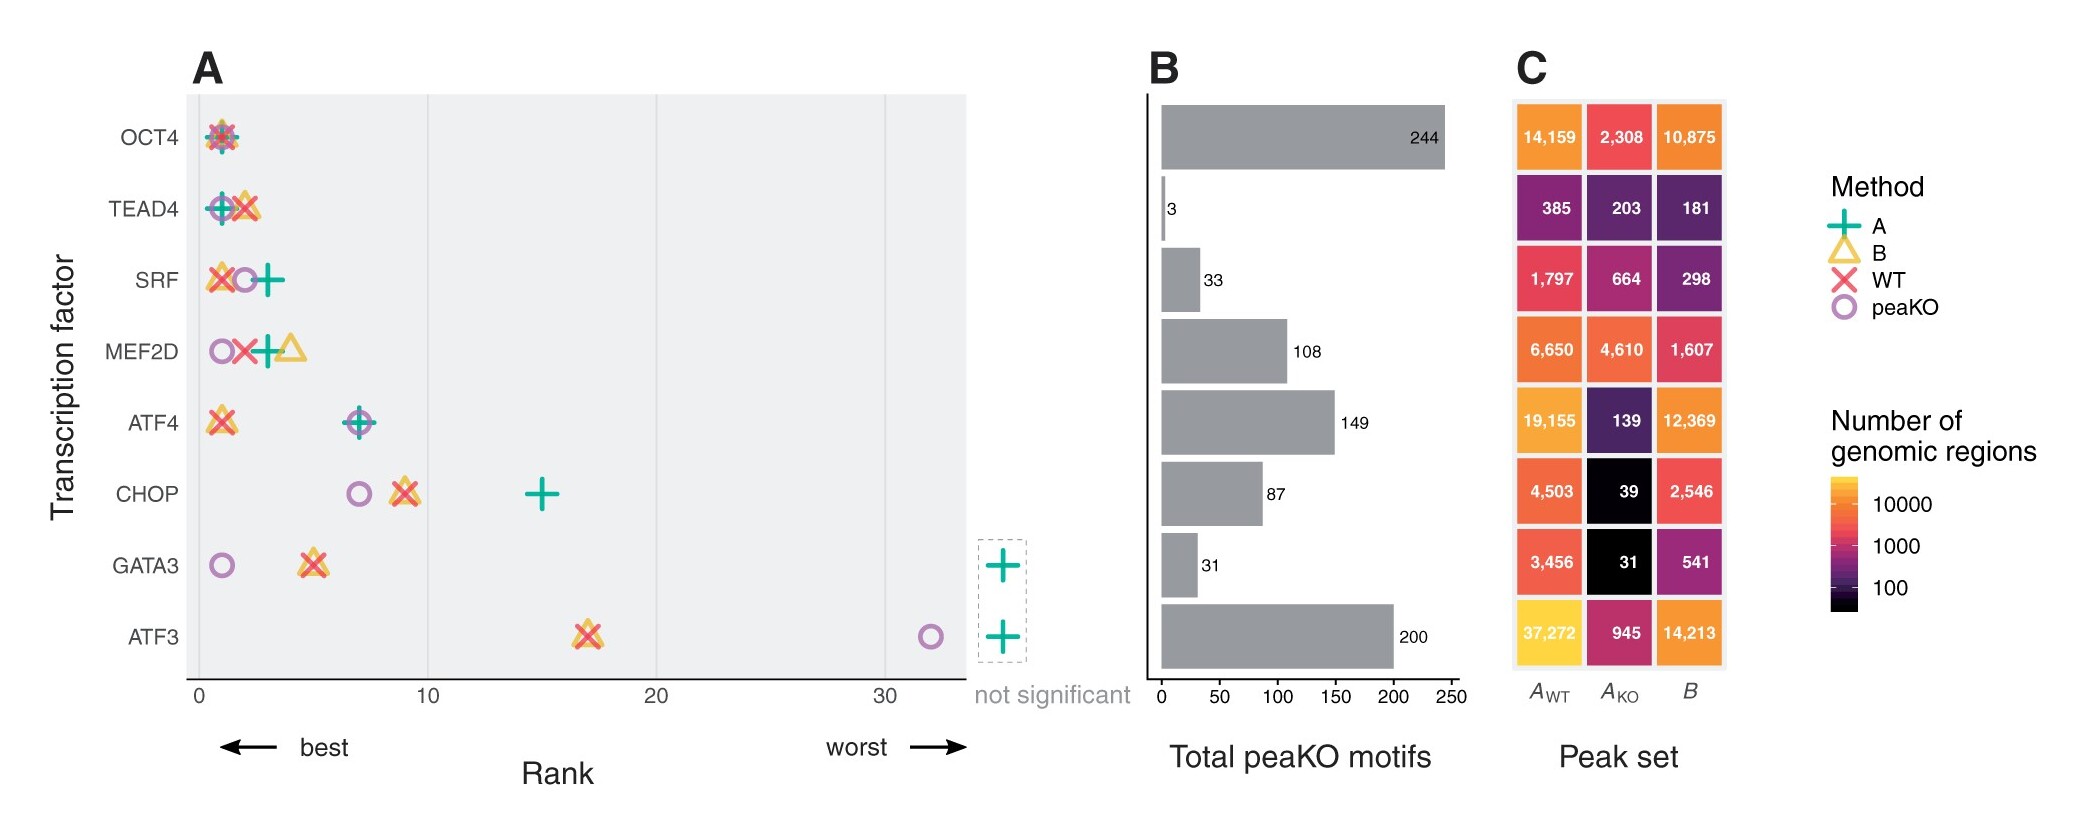 A
B
C
Transcription factor
OCT4
TEAD4
SRF
MEF2D
ATF4
CHOP
GATA3
ATF3
0
10
20
30
not significant
best
worst
Rank
244
3
33
108
149
87
31
200
0
50
100
150
200
250
Total peaKO motifs
14,159 2,308 10,875
385 203 181
1,797 664 298
6,650 4,610 1,607
19,155 139 12,369
4,503 39 2,546
3,456 31 541
37,272 945 14,213
AWT AKO B
Peak set
Method
A
B
WT
peaKO
Number of
genomic regions
10000
1000
100